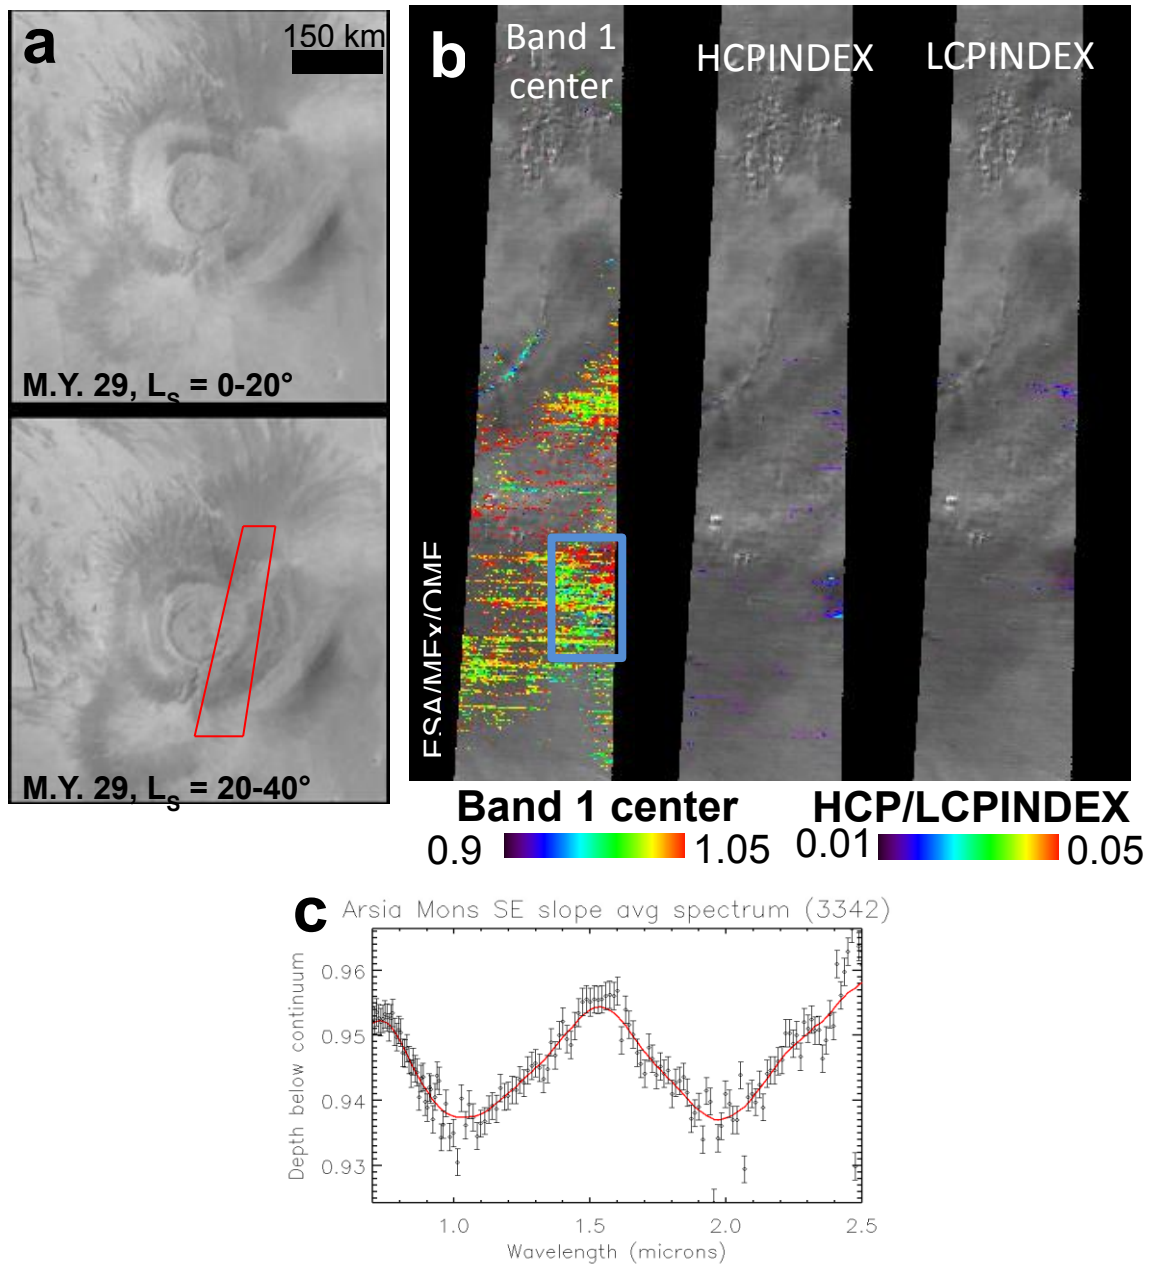 a
150 km
M.Y. 29, LS = 0-20°
M.Y. 29, LS = 20-40°
b
Band 1
center
HCPINDEX
LCPINDEX
ESA/MEx/OME
Band 1 center
0.9
1.05
HCP/LCPINDEX
0.01
0.05
c
Arsia Mons SE slope avg spectrum (3342)
Depth below continuum
0.96
0.95
0.94
0.93
1.0
1.5
2.0
2.5
Wavelength (microns)